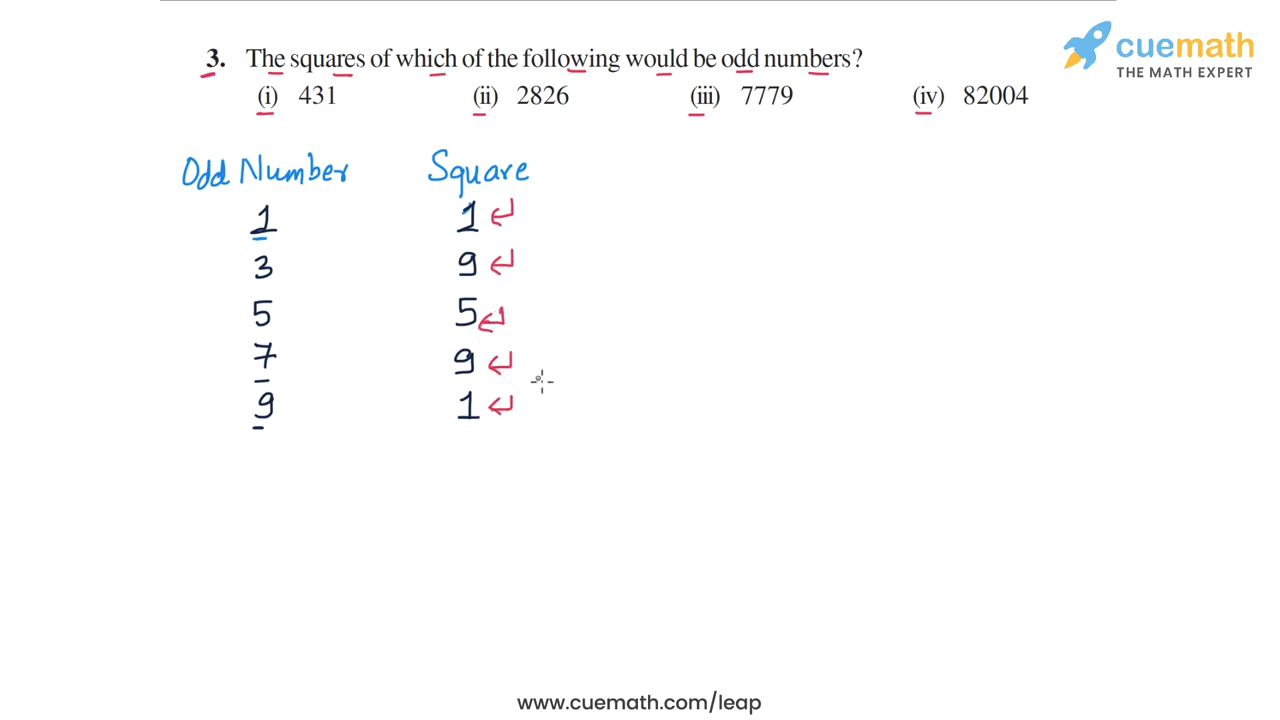 cuemath
THE MATH EXPERT
3. The squares of which of the following would be odd numbers?
(i) 431 (ii) 2826 (iii) 7779 (iv) 82004
Odd Number Square
1 1
3 9
5 5
7 9
9 1
www.cuemath.com/leap